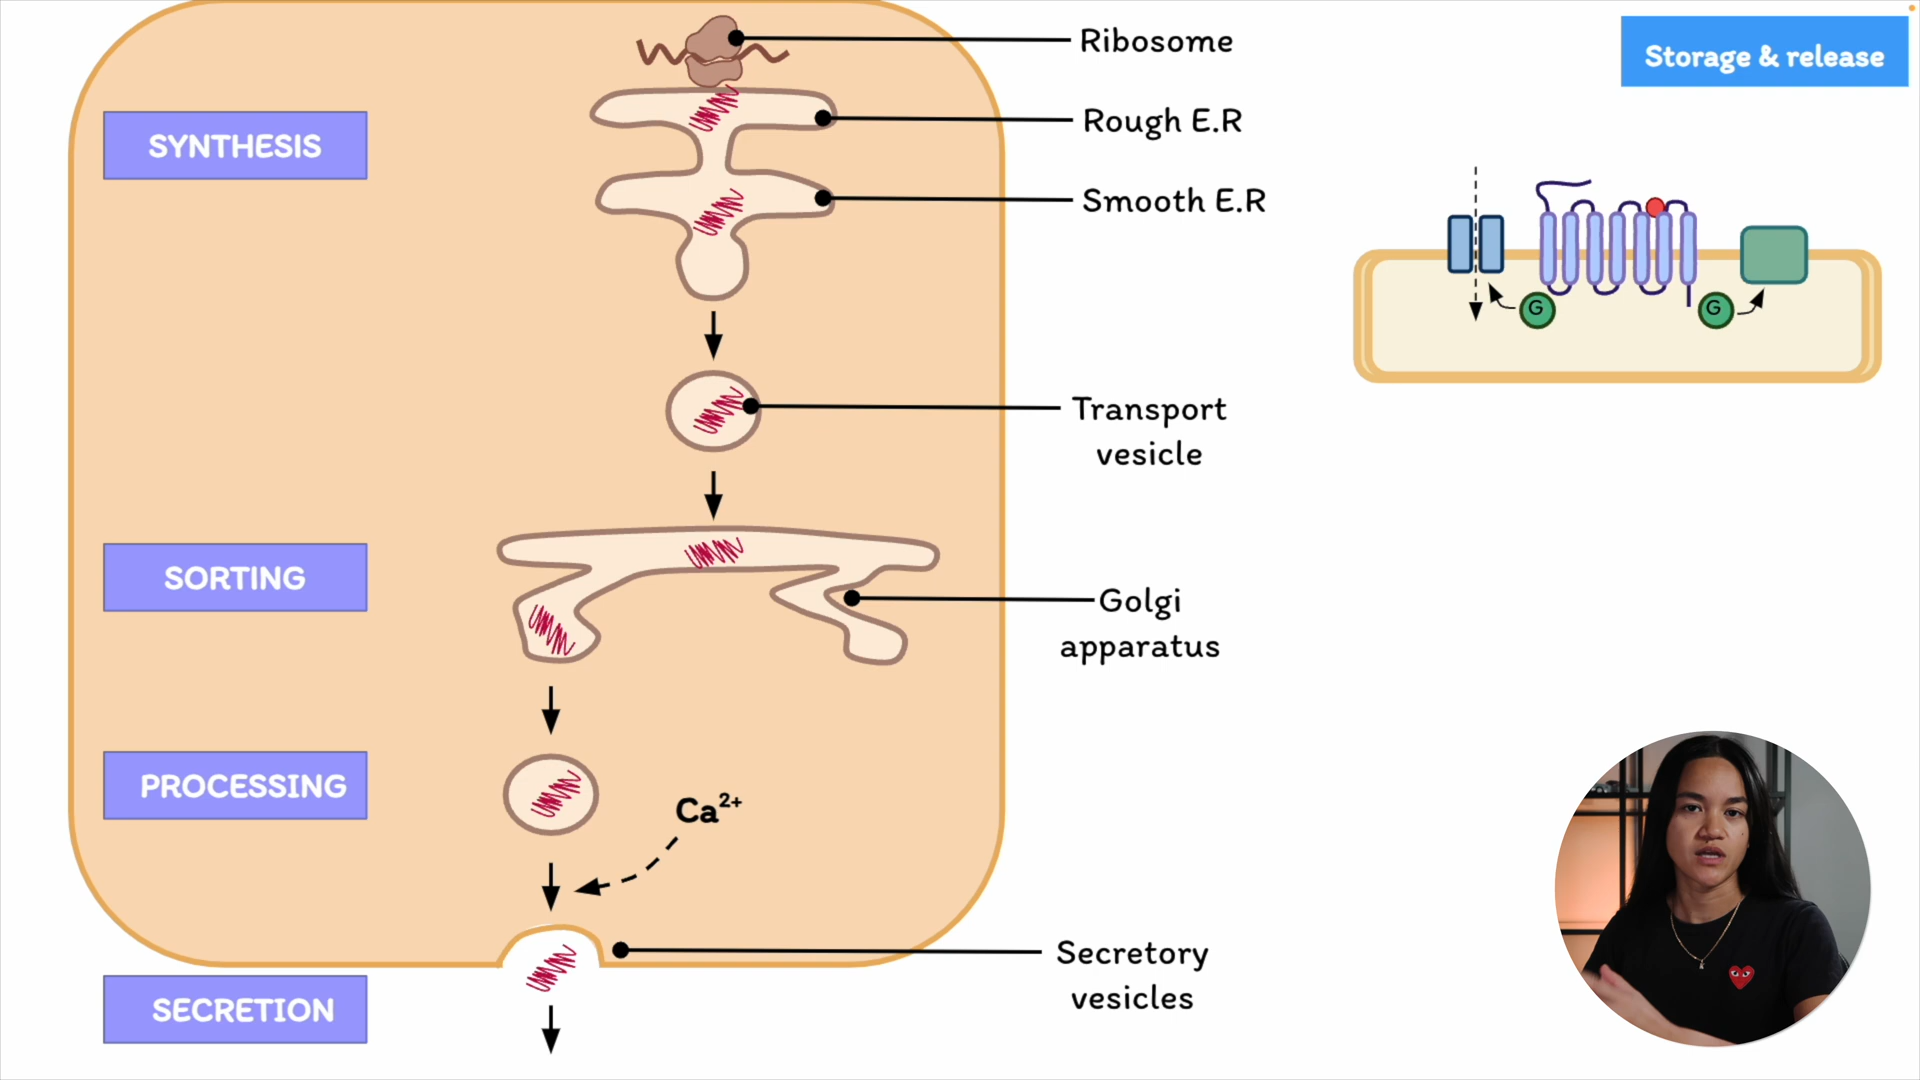 Storage & release
Ribosome
Rough E.R
Smooth E.R
SYNTHESIS
G
G
Transport
vesicle
SORTING
Golgi
apparatus
PROCESSING
Ca²⁺
Secretory
vesicles
SECRETION